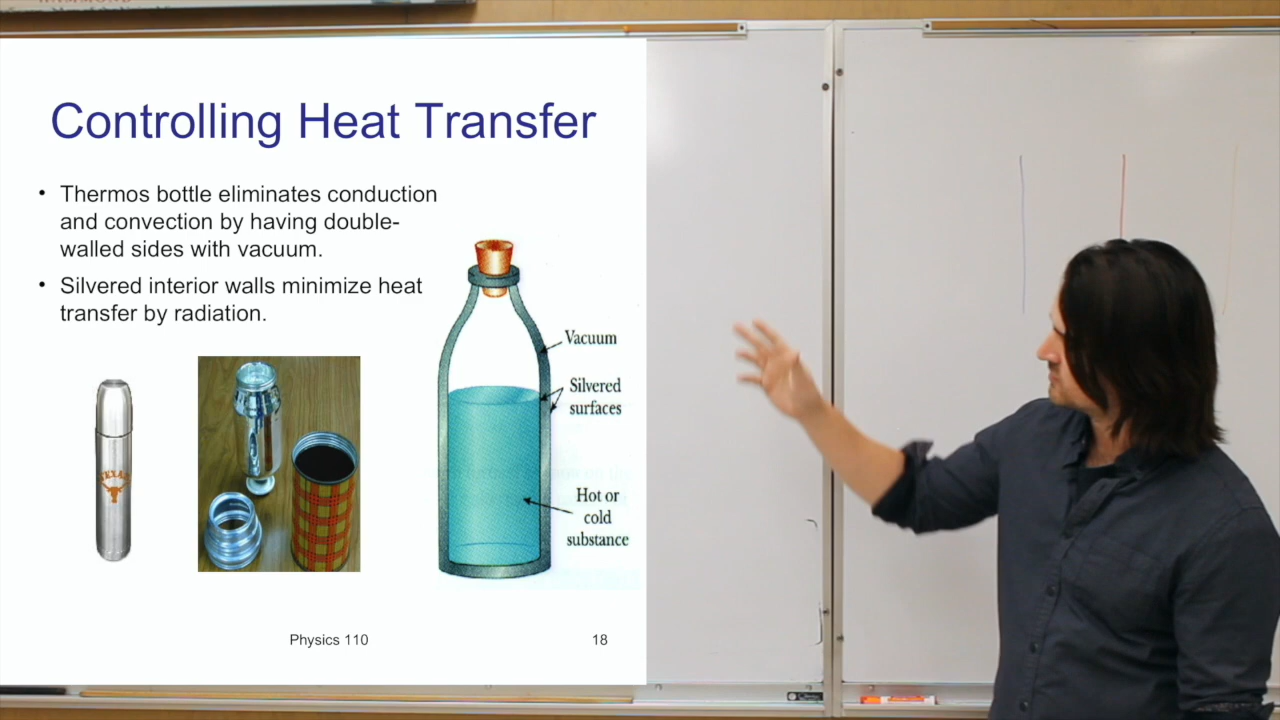 HAMMOND
Controlling Heat Transfer
• Thermos bottle eliminates conduction
and convection by having double-
walled sides with vacuum.
• Silvered interior walls minimize heat
transfer by radiation.
Vacuum
Silvered
surfaces
Hot or
cold
substance
TEXAS
Physics 110
18